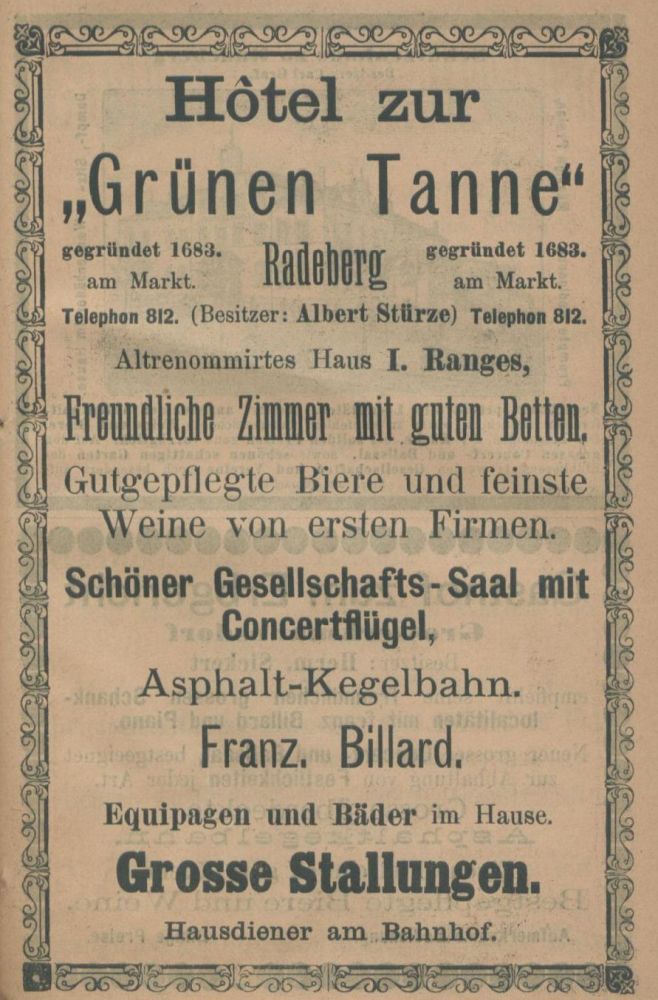 Hôtel zur
„Grünen Tanne“
gegründet 1683. Radeberg gegründet 1683.
am Markt. am Markt.
Telephon 812. (Besitzer: Albert Stürze) Telephon 812.
Altrenommirtes Haus I. Ranges,
Freundliche Zimmer mit guten Betten.
Gutgepflegte Biere und feinste
Weine von ersten Firmen.
Schöner Gesellschafts-Saal mit
Concertflügel,
Asphalt-Kegelbahn.
Franz. Billard.
Equipagen und Bäder im Hause.
Grosse Stallungen.
Hausdiener am Bahnhof.